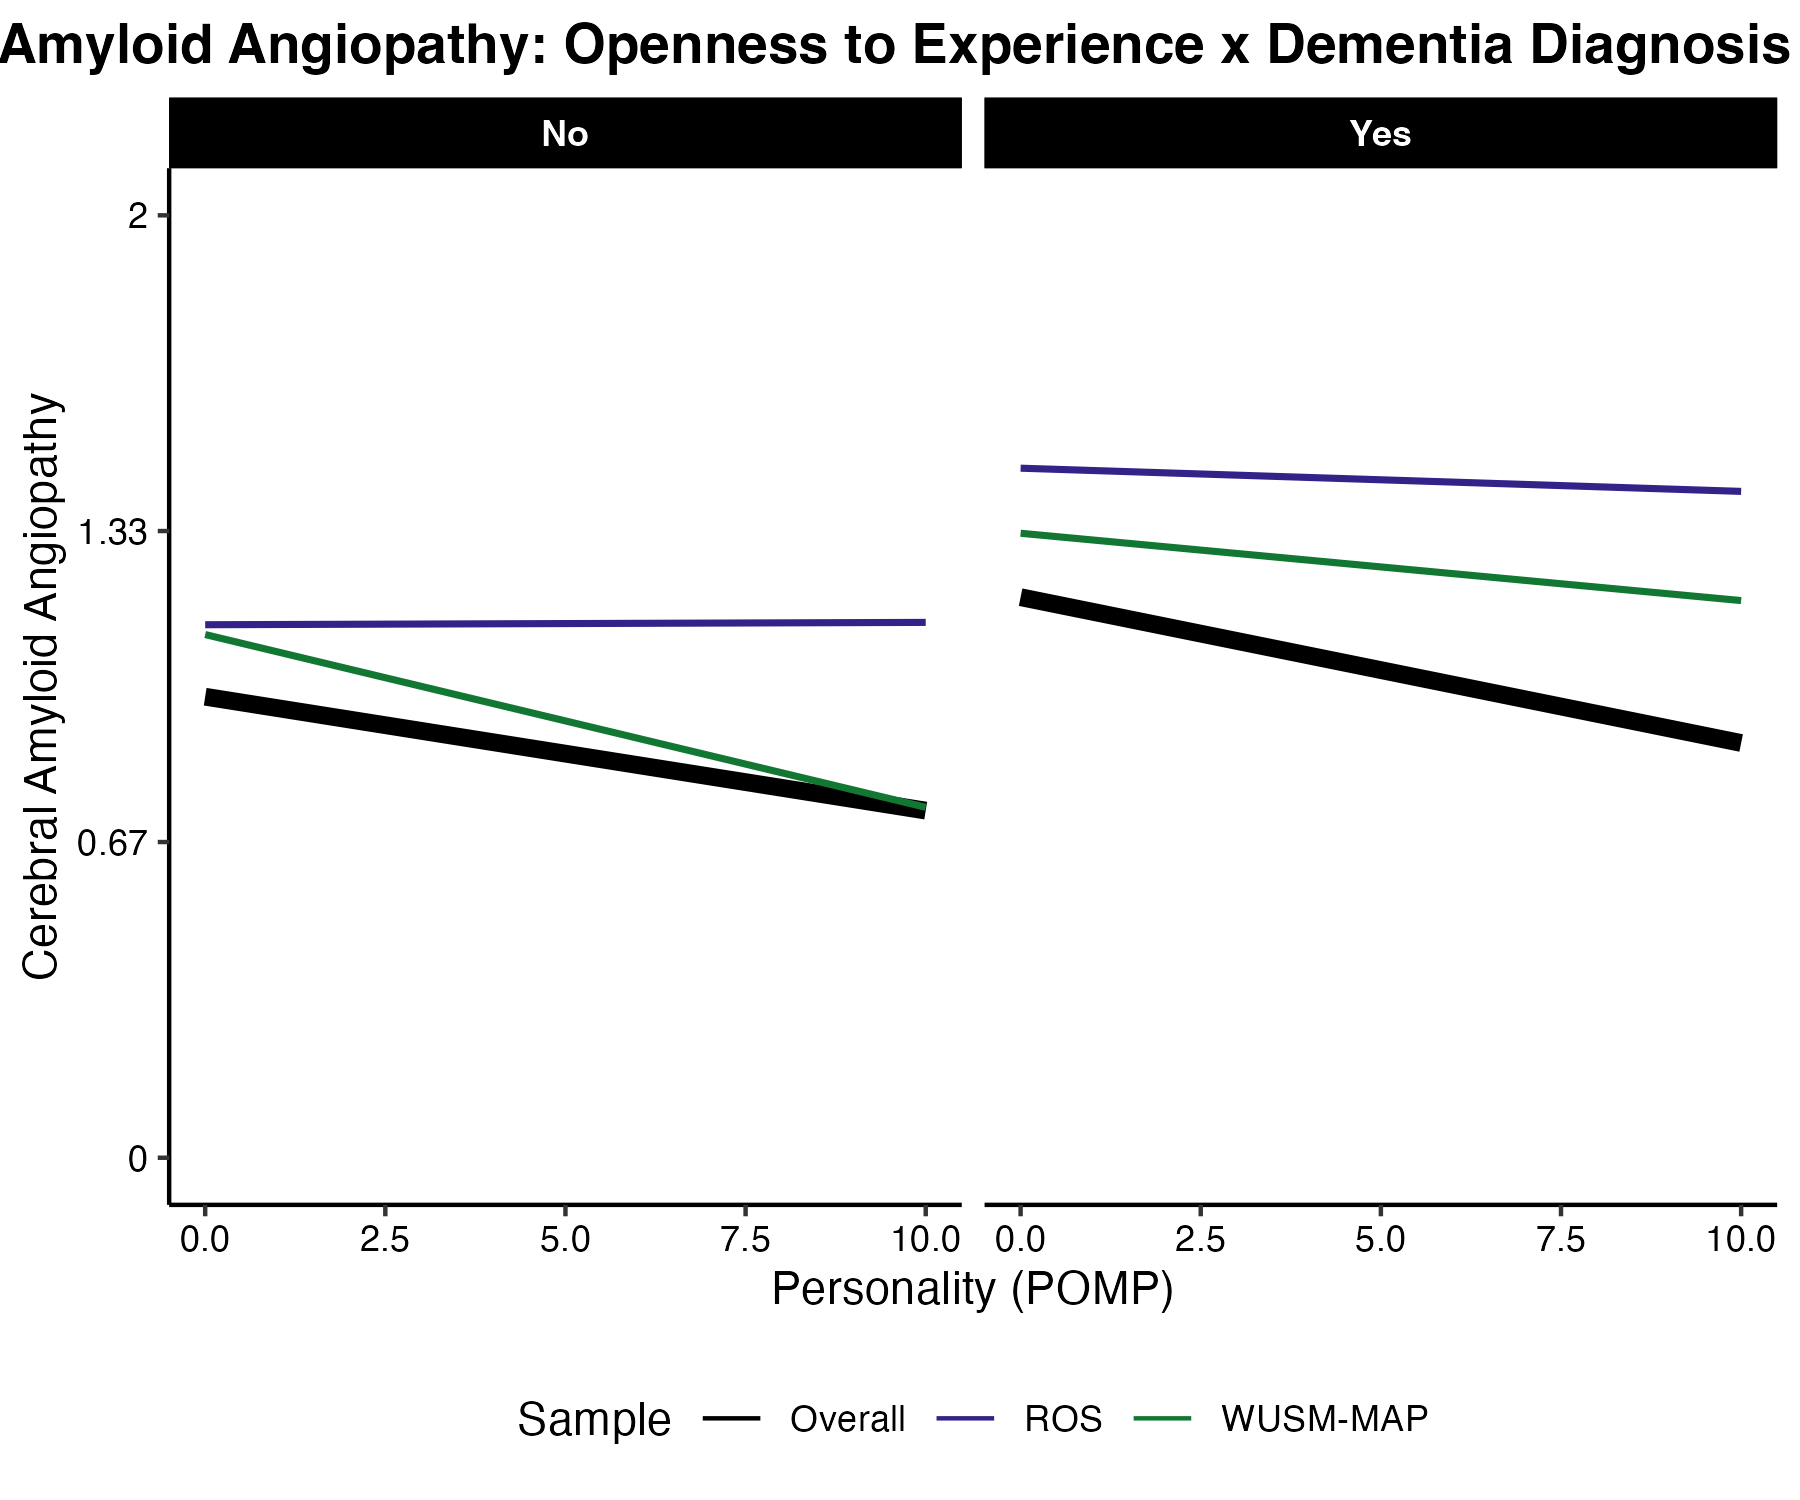 Amyloid Angiopathy: Openness to Experience x Dementia Diagnosis
No
Yes
Cerebral Amyloid Angiopathy
2
1.33
0.67
0
0.0 2.5 5.0 7.5 10.0
0.0 2.5 5.0 7.5 10.0
Personality (POMP)
Sample Overall ROS WUSM-MAP